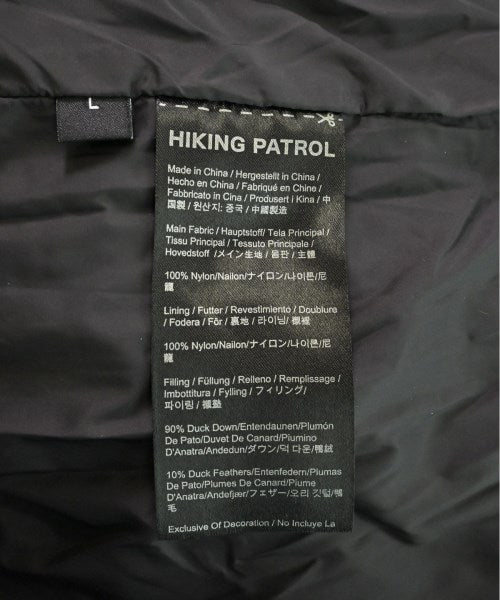 L
HIKING PATROL
Made in China / Hergestellt in China /
Hecho en China / Fabriqué en Chine /
Fabbricato in Cina / Produsert i Kina / 中
国製 / 원산지: 중국 / 中國製造
Main Fabric / Hauptstoff/ Tela Principal /
Tissu Principal / Tessuto Principale /
Hovedstoff /メイン生地 / 몸판 / 主體
100% Nylon/Nailon/ナイロン/나이론/尼
龍
Lining / Futter / Revestimiento / Doublure
/ Fodera / Fôr / 裏地 / 라이닝/ 襯裡
100% Nylon/Nailon/ナイロン/나이론/尼
龍
Filling / Füllung / Relleno / Remplissage /
Imbottitura / Fylling / フィリング/
파이링 / 襯墊
90% Duck Down/Entendaunen/Plumón
De Pato/Duvet De Canard/Piumino
D'Anatra/Andedun/ダウン/덕 다운/鴨絨
10% Duck Feathers/Entenfedern/Plumas
De Pato/Plumes De Canard/Piume
D'Anatra/Andefjær/フェザー/오리 깃털/鴨
毛
Exclusive Of Decoration / No Incluye La